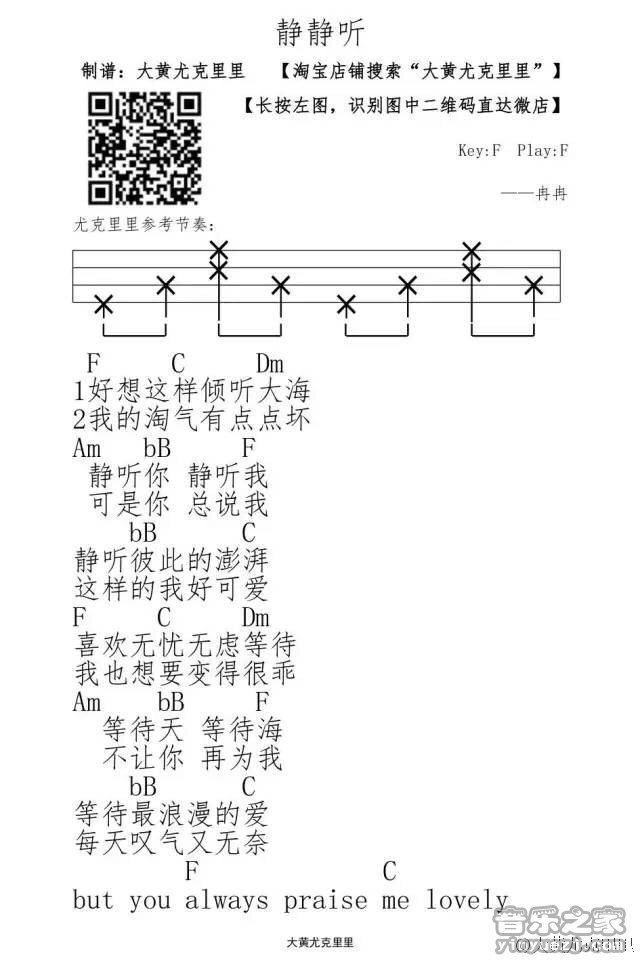 静静听
制谱：大黄尤克里里 【淘宝店铺搜索“大黄尤克里里”】
【长按左图，识别图中二维码直达微店】
Key:F Play:F
——冉冉
尤克里里参考节奏：
F C Dm
1好想这样倾听大海
2我的淘气有点点坏
Am bB F
静听你 静听我
可是你 总说我
bB C
静听彼此的澎湃
这样的我好可爱
F C Dm
喜欢无忧无虑等待
我也想要变得很乖
Am bB F
等待天 等待海
不让你 再为我
bB C
等待最浪漫的爱
每天叹气又无奈
F C
but you always praise me lovely
音乐之家
yinyuezj.com
大黄尤克里里